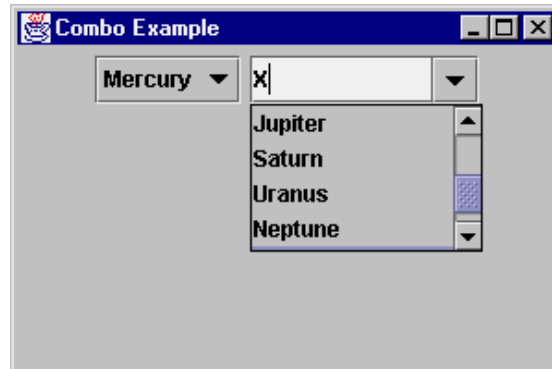 Combo Example
Mercury X
Jupiter
Saturn
Uranus
Neptune